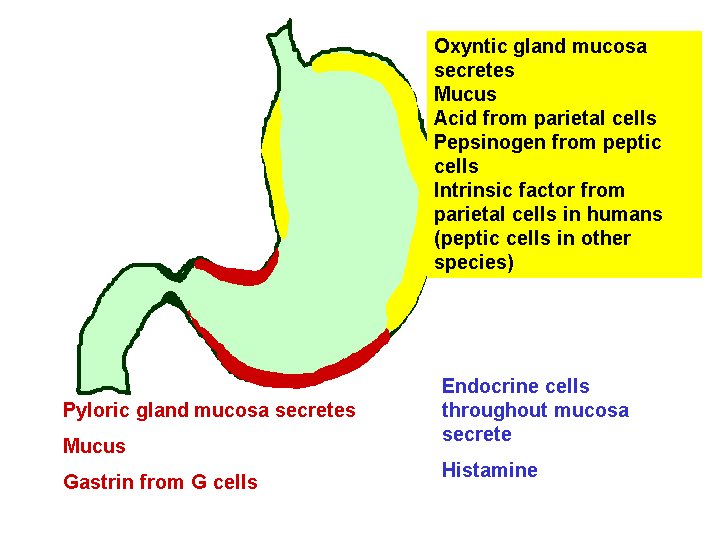 Oxyntic gland mucosa
secretes
Mucus
Acid from parietal cells
Pepsinogen from peptic
cells
Intrinsic factor from
parietal cells in humans
(peptic cells in other
species)
Pyloric gland mucosa secretes
Mucus
Gastrin from G cells
Endocrine cells
throughout mucosa
secrete
Histamine